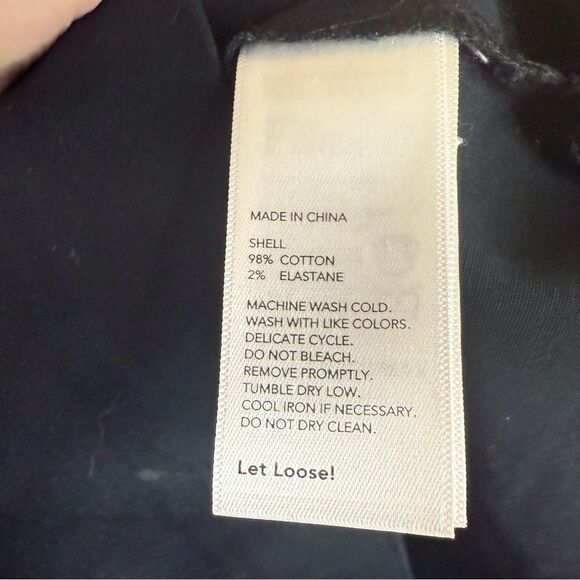 MADE IN CHINA
SHELL
98% COTTON
2% ELASTANE
MACHINE WASH COLD.
WASH WITH LIKE COLORS.
DELICATE CYCLE.
DO NOT BLEACH.
REMOVE PROMPTLY.
TUMBLE DRY LOW.
COOL IRON IF NECESSARY.
DO NOT DRY CLEAN.
Let Loose!